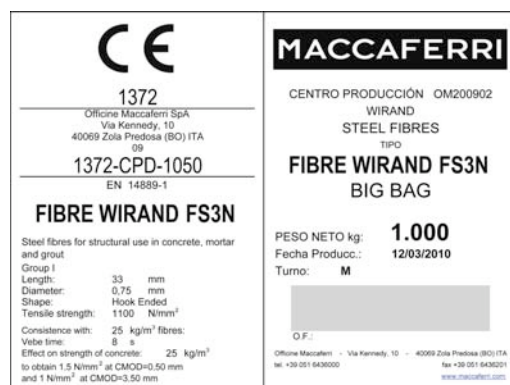 CE
1372
Officine Maccaferri SpA
Via Kennedy, 10
40069 Zola Predosa (BO) ITA
09
1372-CPD-1050
EN 14889-1
FIBRE WIRAND FS3N
Steel fibres for structural use in concrete, mortar
and grout
Group I
Length: 33 mm
Diameter: 0,75 mm
Shape: Hook Ended
Tensile strength: 1100 N/mm²
Consistence with: 25 kg/m³ fibres:
Vebe time: 8 s
Effect on strength of concrete: 25 kg/m³
to obtain 1.5 N/mm² at CMOD=0,50 mm
and 1 N/mm² at CMOD=3,50 mm
MACCAFERRI
CENTRO PRODUCCIÓN OM200902
WIRAND
STEEL FIBRES
TIPO
FIBRE WIRAND FS3N
BIG BAG
PESO NETO kg: 1.000
Fecha Producc.: 12/03/2010
Turno: M
O.F.:
Officine Maccaferri - Via Kennedy, 10 - 40069 Zola Predosa (BO) ITA
tel. +39 051 6436000 fax +39 051 6436201
www.maccaferri.com